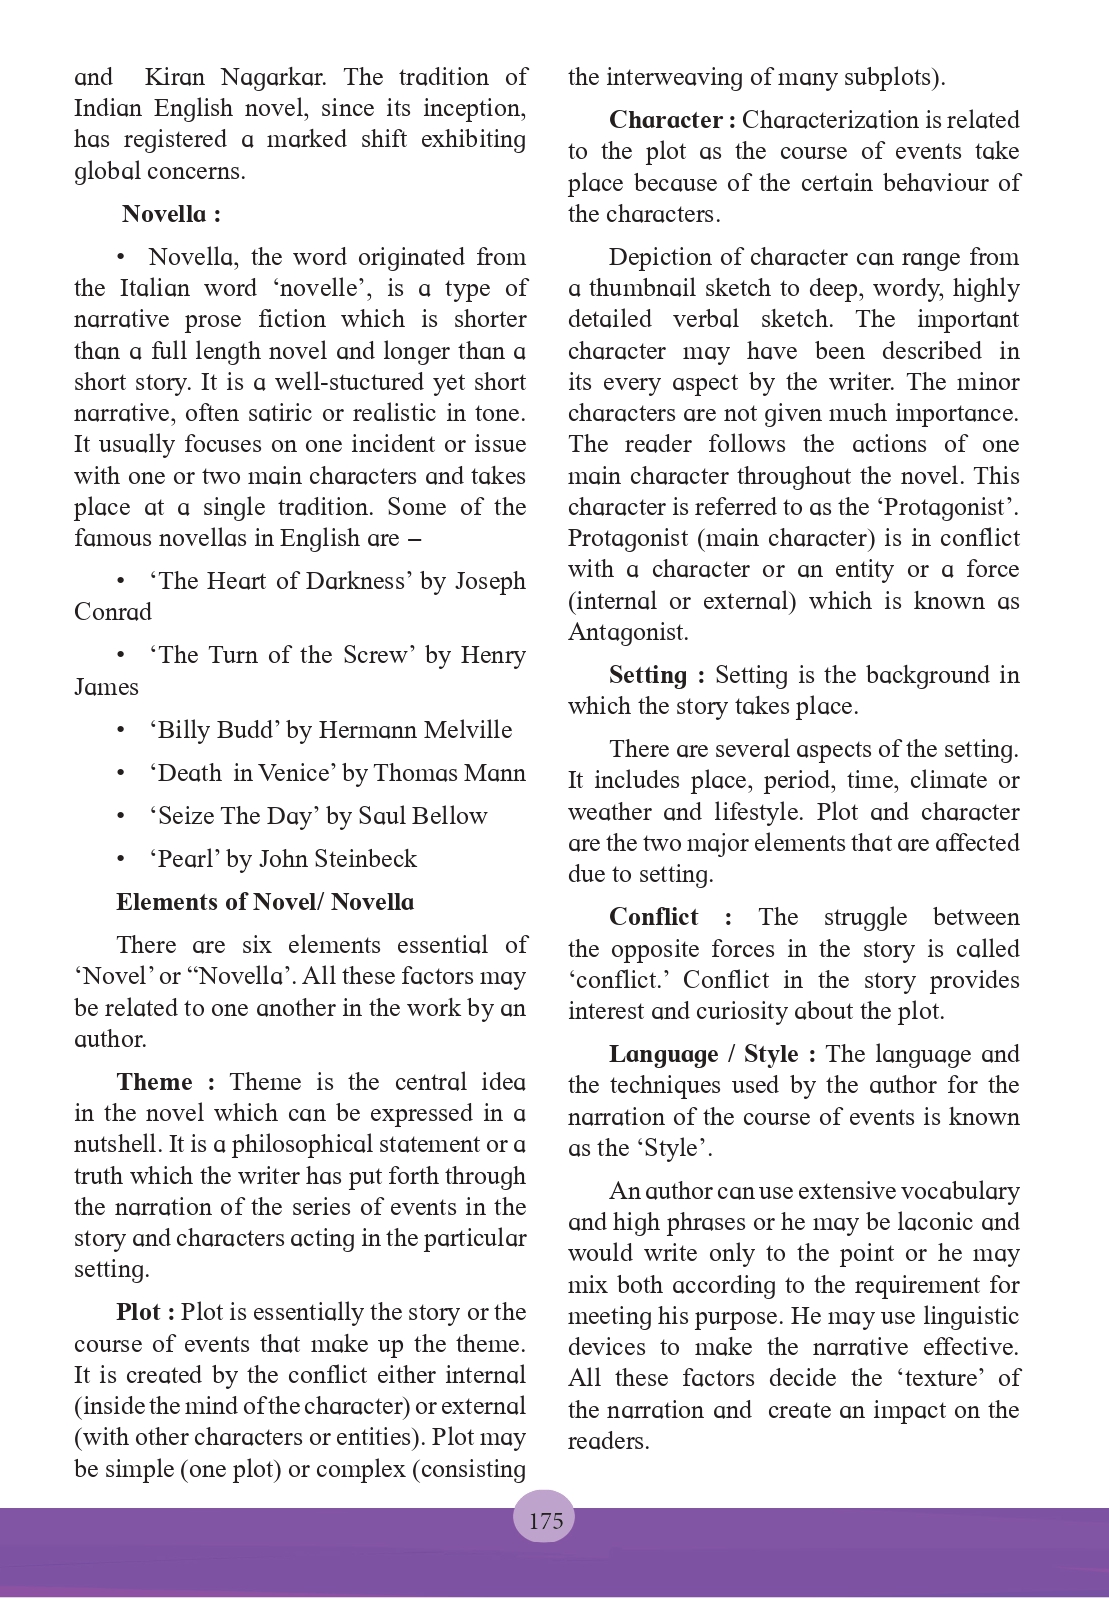 and Kiran Nagarkar. The tradition of
Indian English novel, since its inception,
has registered a marked shift exhibiting
global concerns.
Novella :
• Novella, the word originated from
the Italian word ‘novelle’, is a type of
narrative prose fiction which is shorter
than a full length novel and longer than a
short story. It is a well-stuctured yet short
narrative, often satiric or realistic in tone.
It usually focuses on one incident or issue
with one or two main characters and takes
place at a single tradition. Some of the
famous novellas in English are –
• ‘The Heart of Darkness’ by Joseph
Conrad
• ‘The Turn of the Screw’ by Henry
James
• ‘Billy Budd’ by Hermann Melville
• ‘Death in Venice’ by Thomas Mann
• ‘Seize The Day’ by Saul Bellow
• ‘Pearl’ by John Steinbeck
Elements of Novel/ Novella
There are six elements essential of
‘Novel’ or “Novella’. All these factors may
be related to one another in the work by an
author.
Theme : Theme is the central idea
in the novel which can be expressed in a
nutshell. It is a philosophical statement or a
truth which the writer has put forth through
the narration of the series of events in the
story and characters acting in the particular
setting.
Plot : Plot is essentially the story or the
course of events that make up the theme.
It is created by the conflict either internal
(inside the mind of the character) or external
(with other characters or entities). Plot may
be simple (one plot) or complex (consisting
the interweaving of many subplots).
Character : Characterization is related
to the plot as the course of events take
place because of the certain behaviour of
the characters.
Depiction of character can range from
a thumbnail sketch to deep, wordy, highly
detailed verbal sketch. The important
character may have been described in
its every aspect by the writer. The minor
characters are not given much importance.
The reader follows the actions of one
main character throughout the novel. This
character is referred to as the ‘Protagonist’.
Protagonist (main character) is in conflict
with a character or an entity or a force
(internal or external) which is known as
Antagonist.
Setting : Setting is the background in
which the story takes place.
There are several aspects of the setting.
It includes place, period, time, climate or
weather and lifestyle. Plot and character
are the two major elements that are affected
due to setting.
Conflict : The struggle between
the opposite forces in the story is called
‘conflict.’ Conflict in the story provides
interest and curiosity about the plot.
Language / Style : The language and
the techniques used by the author for the
narration of the course of events is known
as the ‘Style’.
An author can use extensive vocabulary
and high phrases or he may be laconic and
would write only to the point or he may
mix both according to the requirement for
meeting his purpose. He may use linguistic
devices to make the narrative effective.
All these factors decide the ‘texture’ of
the narration and create an impact on the
readers.
175